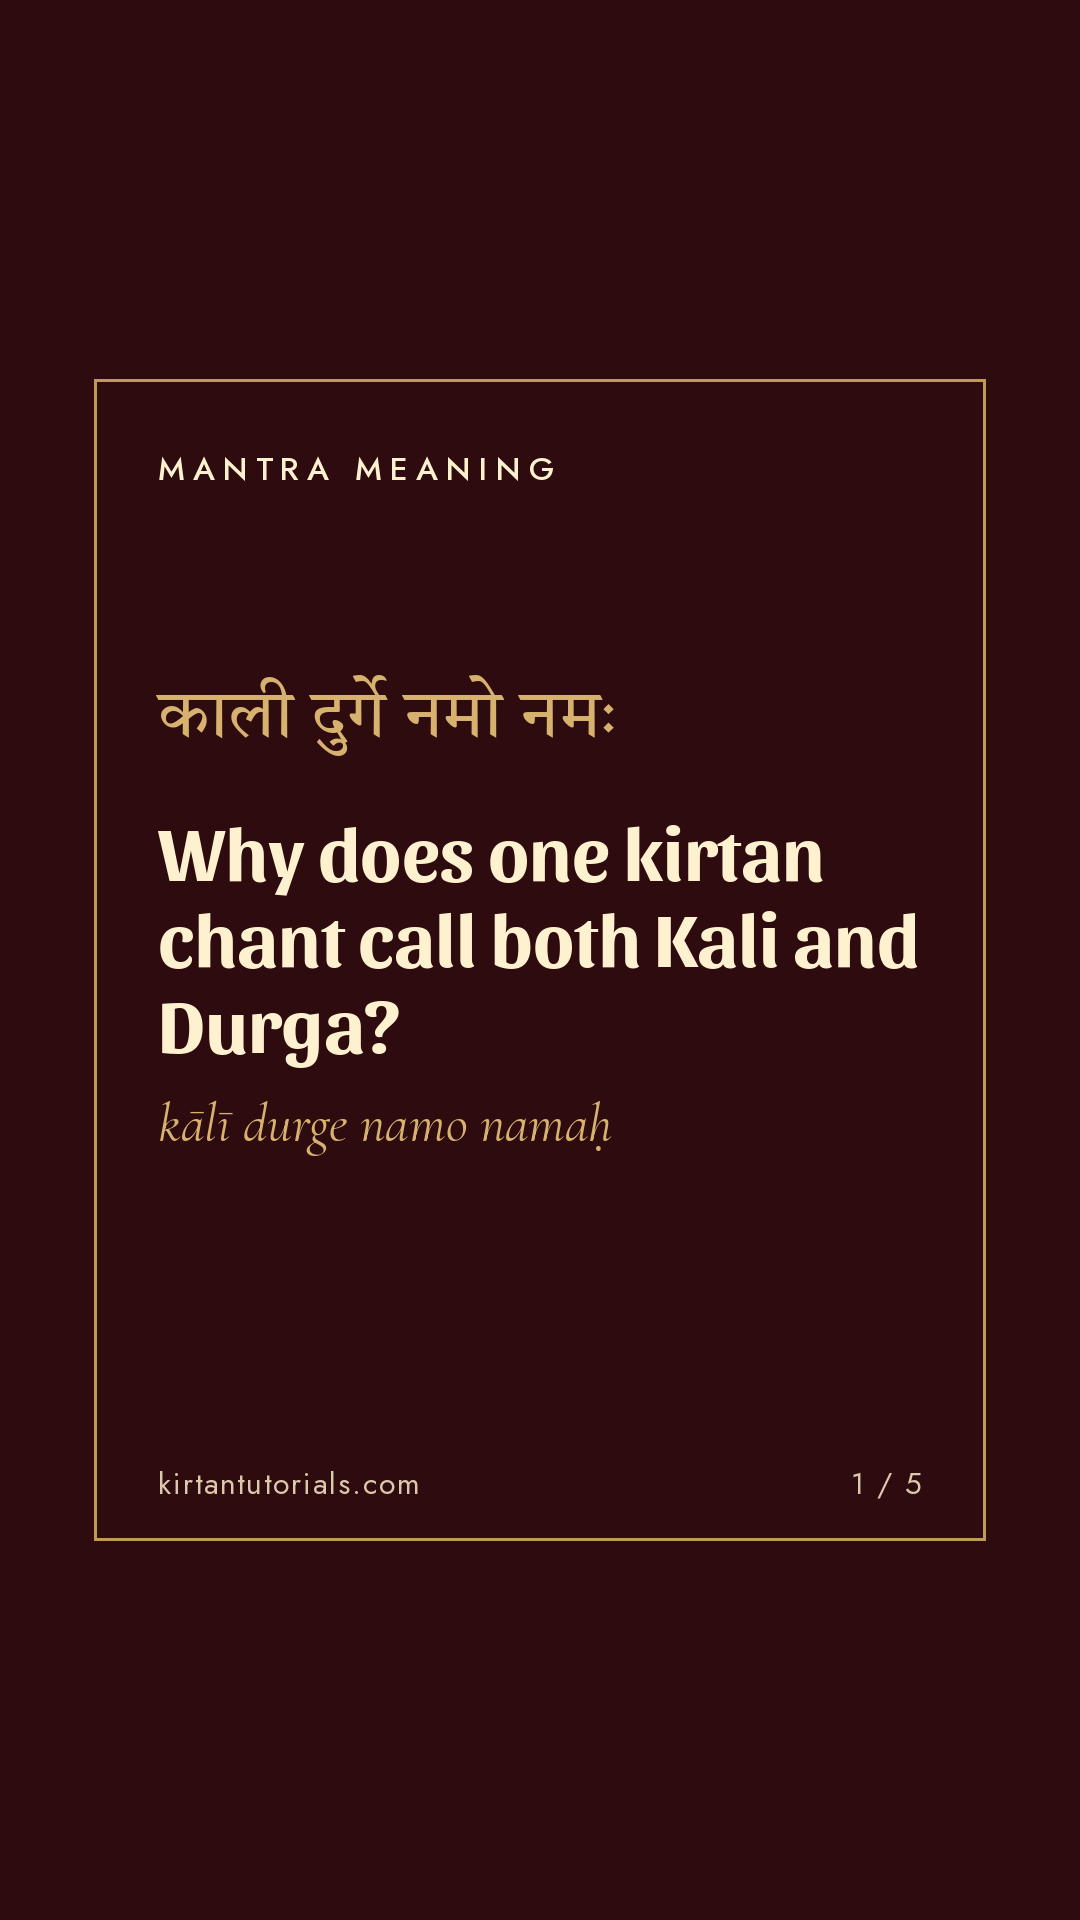 MANTRA MEANING
काली दुर्गे नमो नमः
Why does one kirtan
chant call both Kali and
Durga?
kālī durge namo namaḥ
kirtantutorials.com
1 / 5